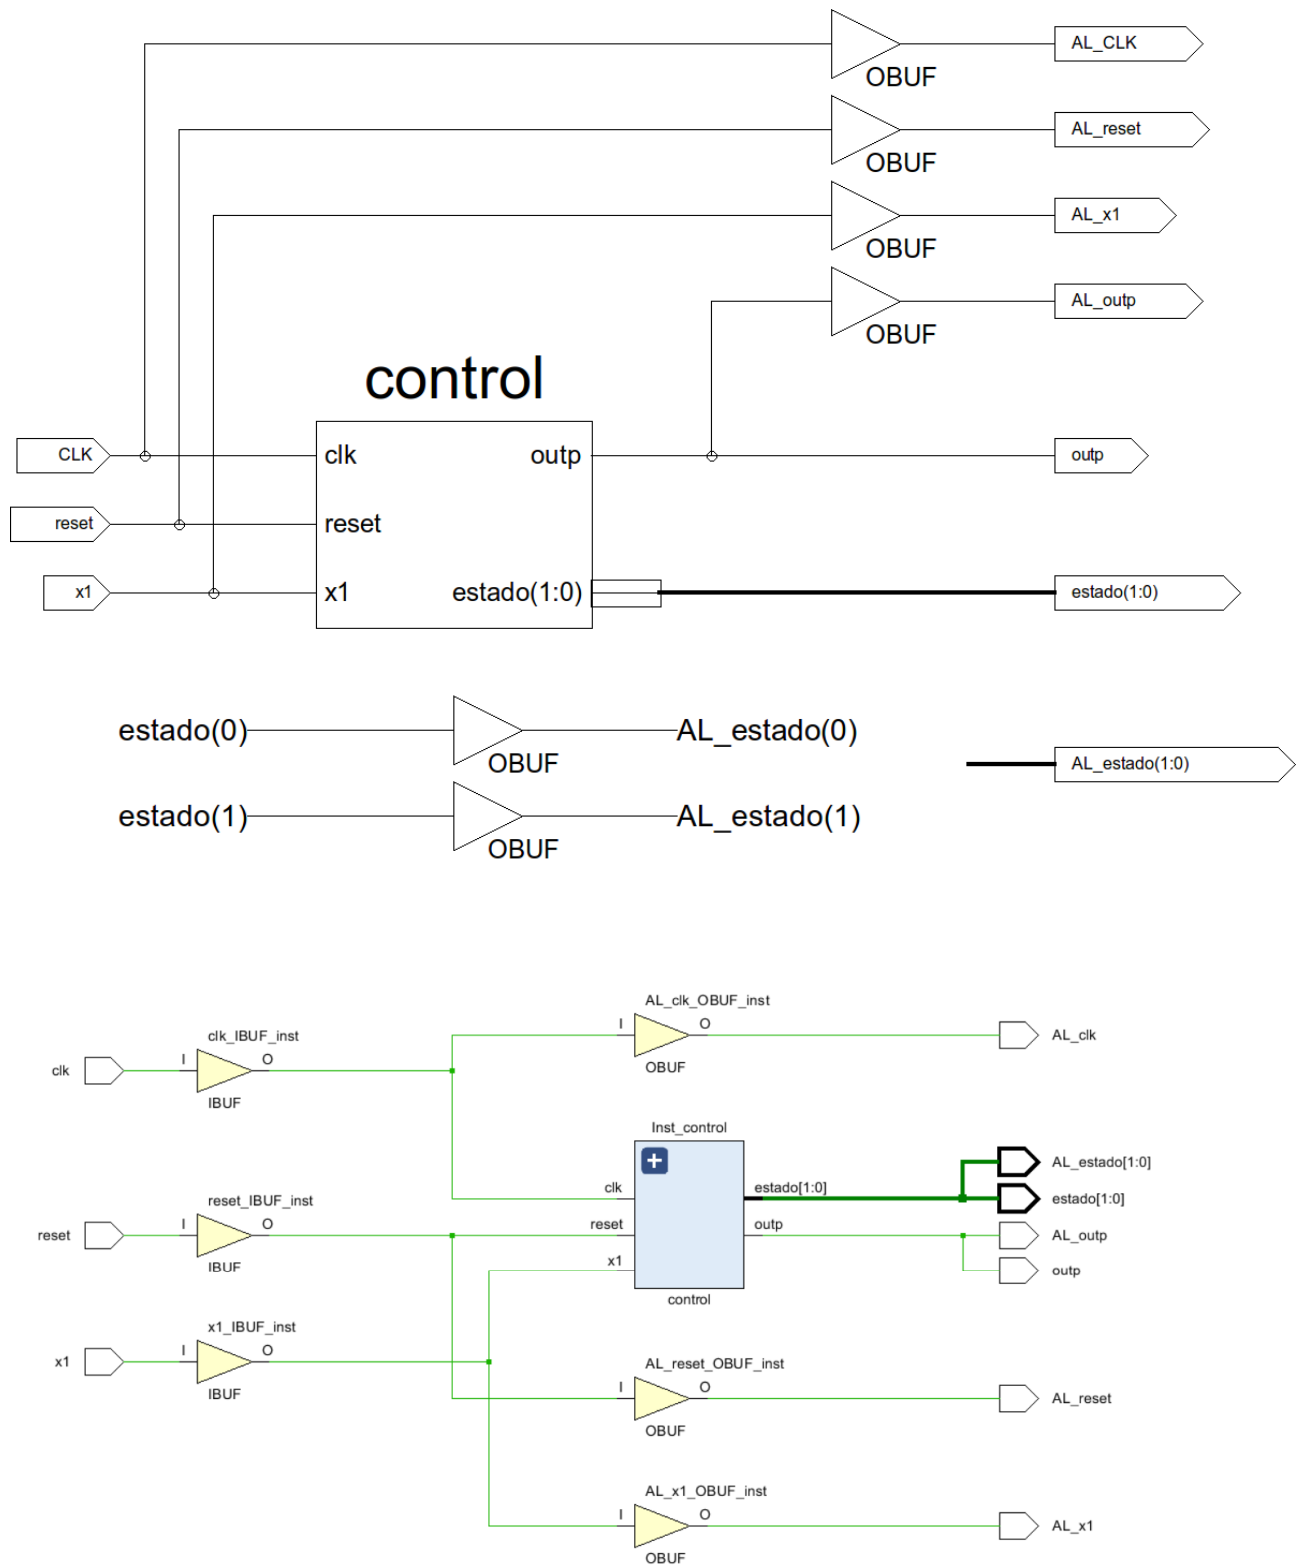 AL_CLK
OBUF
AL_reset
OBUF
AL_x1
OBUF
AL_outp
OBUF
control
CLK
clk
outp
outp
reset
reset
x1
x1
estado(1:0)
estado(1:0)
estado(0)
AL_estado(0)
OBUF
AL_estado(1:0)
estado(1)
AL_estado(1)
OBUF
AL_clk_OBUF_inst
I
O
AL_clk
OBUF
clk_IBUF_inst
clk
I
O
IBUF
Inst_control
clk
estado[1:0]
AL_estado[1:0]
estado[1:0]
reset_IBUF_inst
reset
I
O
IBUF
reset
outp
AL_outp
x1
outp
control
x1_IBUF_inst
x1
I
O
IBUF
AL_reset_OBUF_inst
I
O
AL_reset
OBUF
AL_x1_OBUF_inst
I
O
AL_x1
OBUF